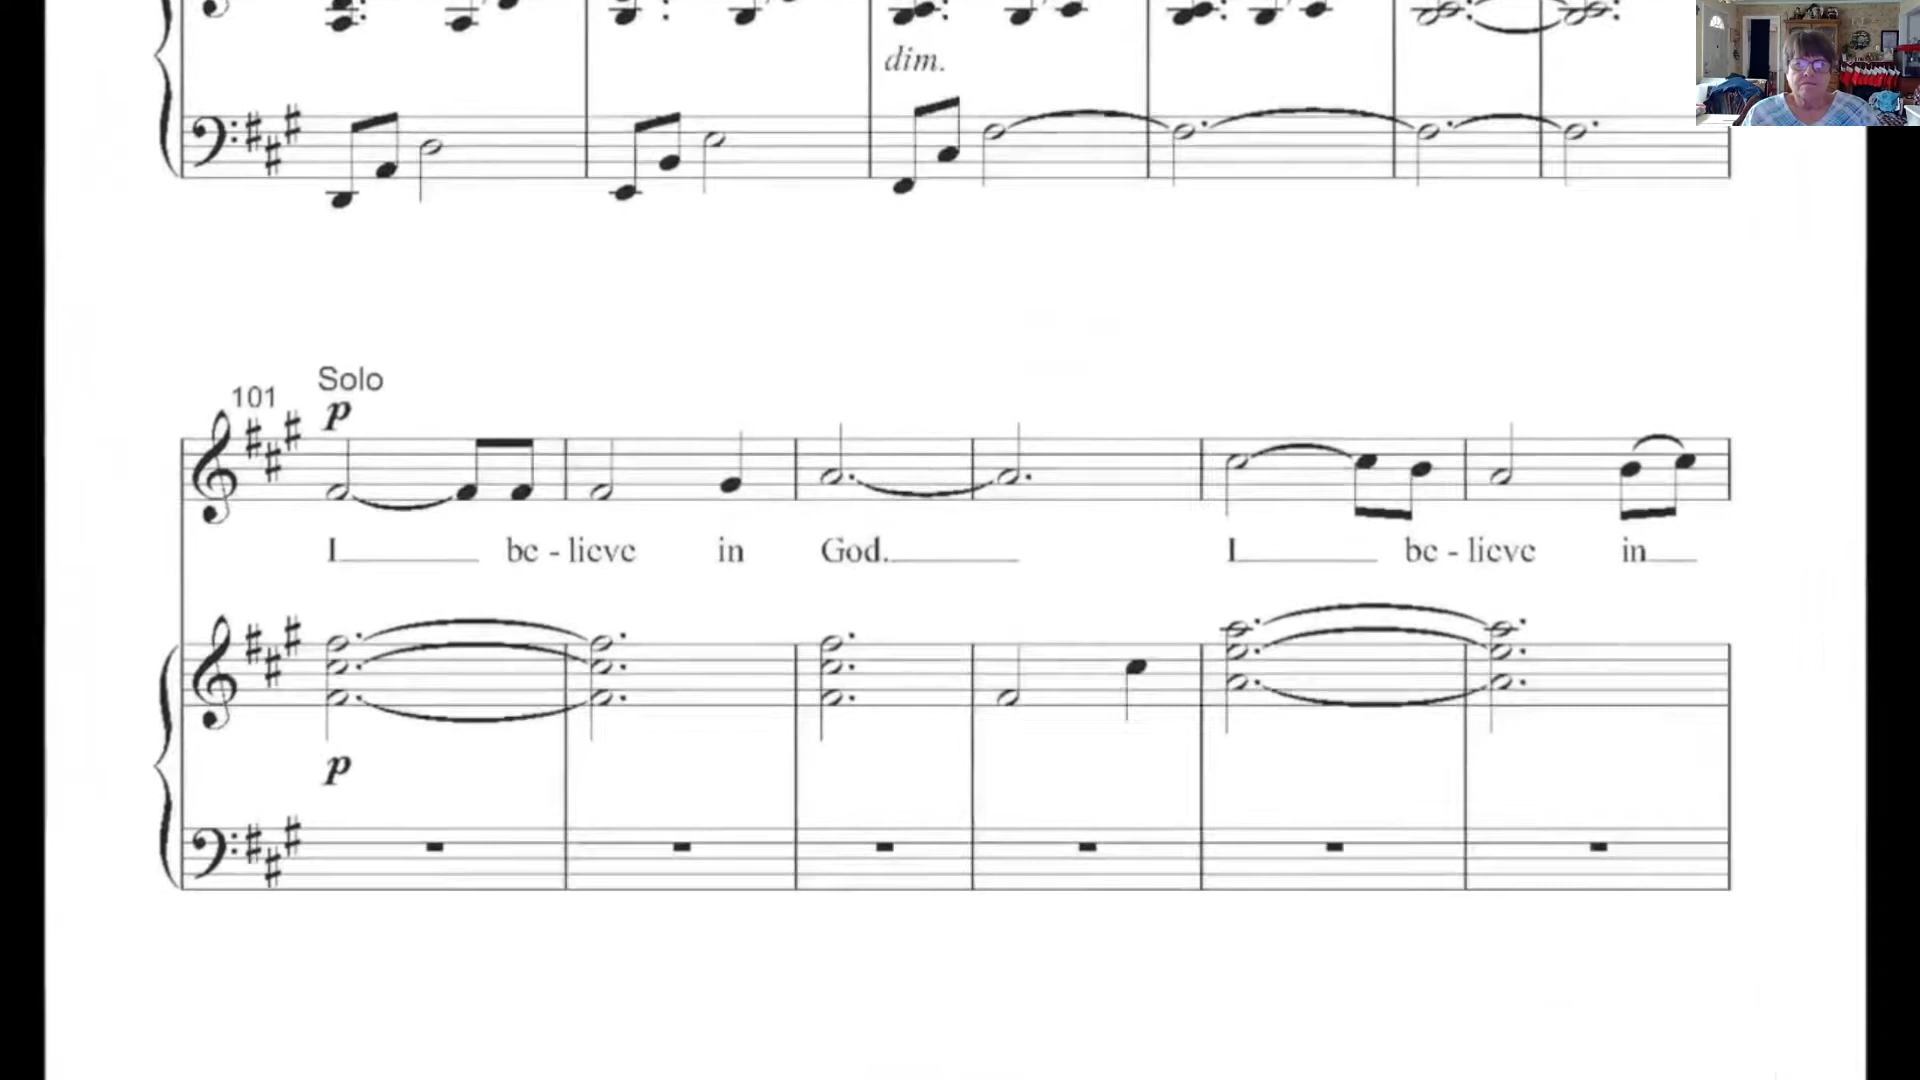 dim.
Solo
101
p
I be - lieve in God. I be - lieve in
p